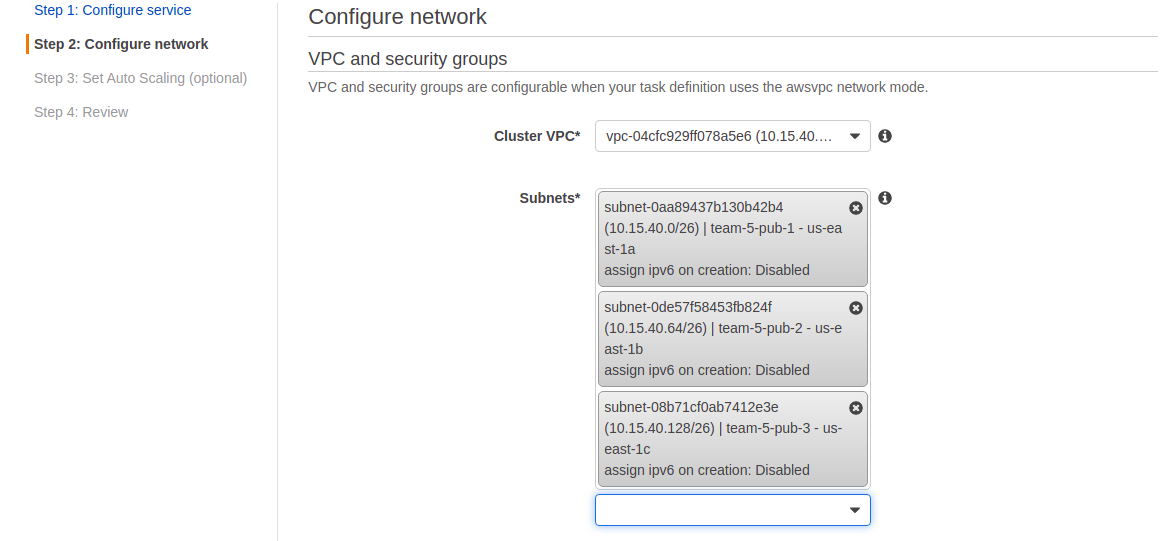 Step 1: Configure service
Step 2: Configure network
Step 3: Set Auto Scaling (optional)
Step 4: Review
Configure network
VPC and security groups
VPC and security groups are configurable when your task definition uses the awsvpc network mode.
Cluster VPC*
vpc-04cfc929ff078a5e6 (10.15.40....
Subnets*
subnet-0aa89437b130b42b4
(10.15.40.0/26) | team-5-pub-1 - us-ea
st-1a
assign ipv6 on creation: Disabled
subnet-0de57f58453fb824f
(10.15.40.64/26) | team-5-pub-2 - us-e
ast-1b
assign ipv6 on creation: Disabled
subnet-08b71cf0ab7412e3e
(10.15.40.128/26) | team-5-pub-3 - us-
east-1c
assign ipv6 on creation: Disabled